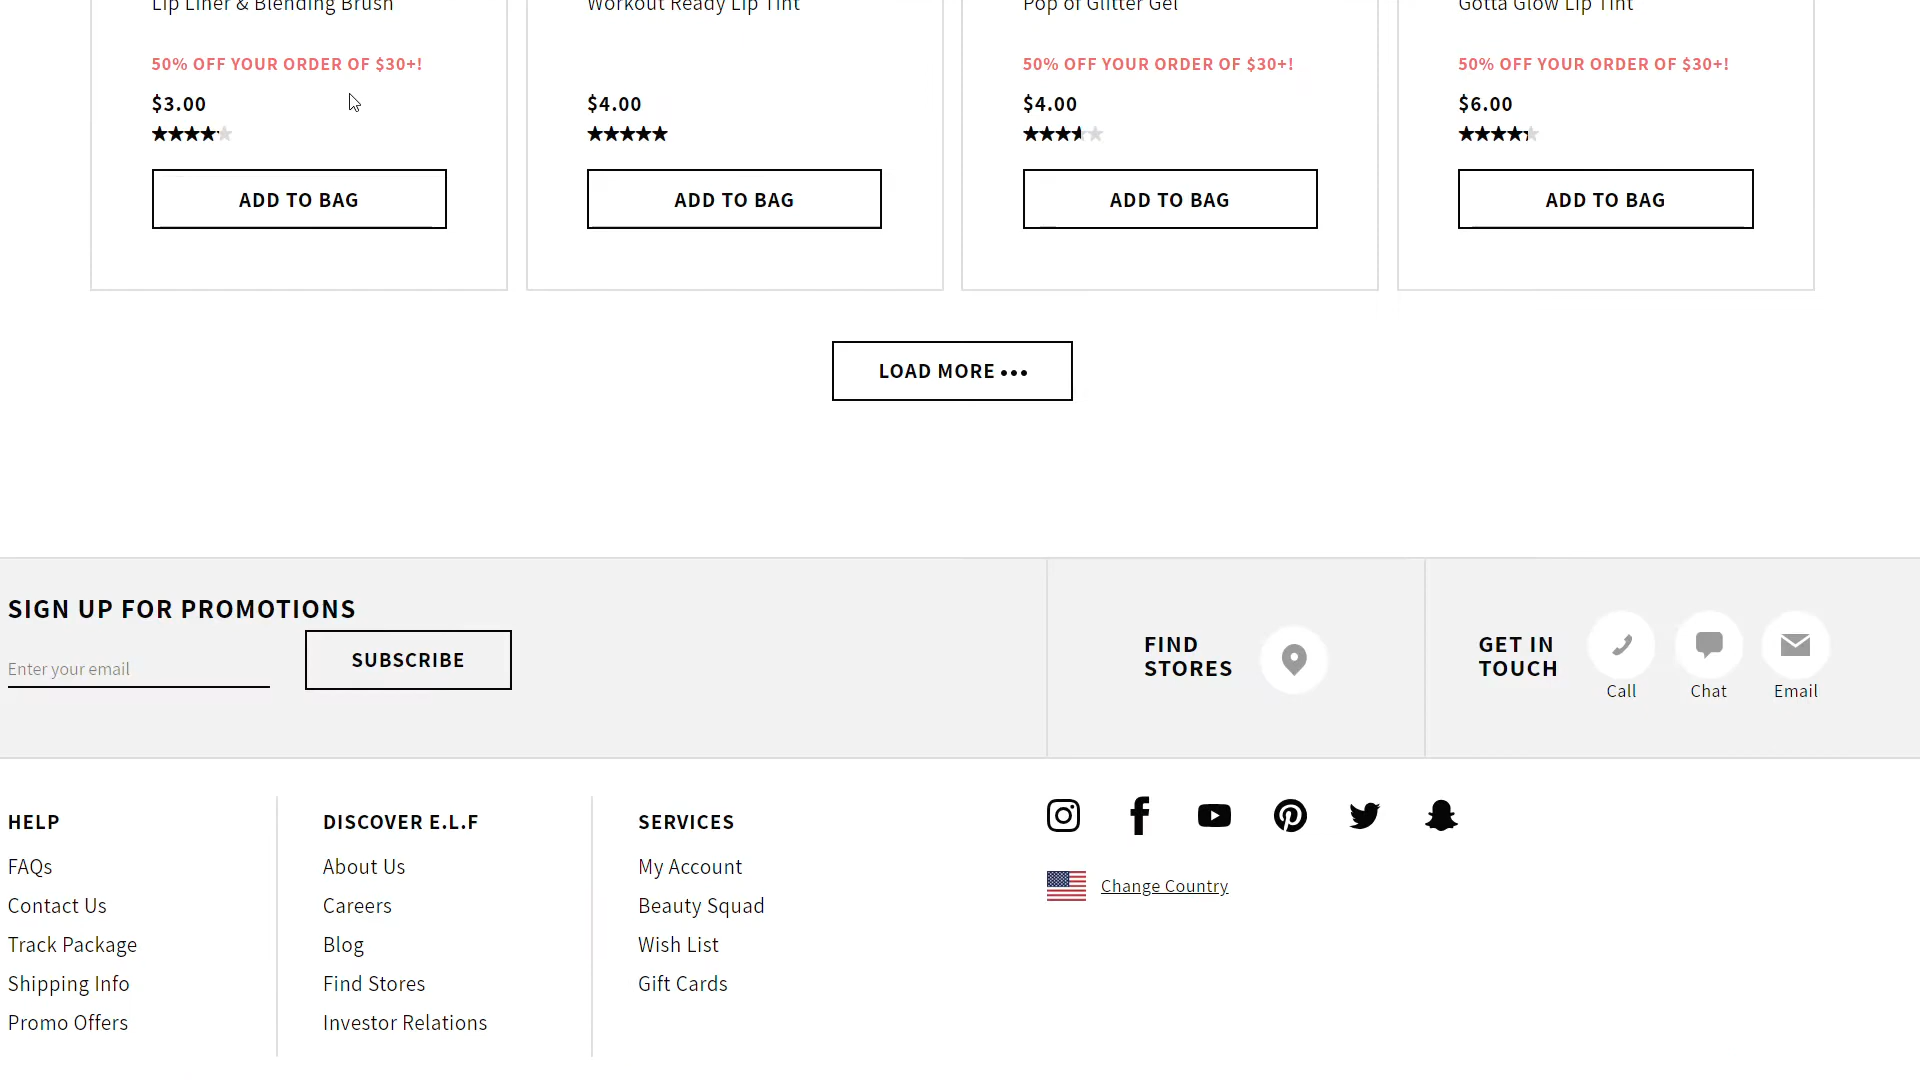 Lip Liner & Blending Brush
Workout Ready Lip Tint
Pop of Glitter Gel
Gotta Glow Lip Tint
50% OFF YOUR ORDER OF $30+!
50% OFF YOUR ORDER OF $30+!
50% OFF YOUR ORDER OF $30+!
$3.00
$4.00
$4.00
$6.00
ADD TO BAG
ADD TO BAG
ADD TO BAG
ADD TO BAG
LOAD MORE •••
SIGN UP FOR PROMOTIONS
Enter your email
SUBSCRIBE
FIND
STORES
GET IN
TOUCH
Call
Chat
Email
HELP
FAQs
Contact Us
Track Package
Shipping Info
Promo Offers
DISCOVER E.L.F
About Us
Careers
Blog
Find Stores
Investor Relations
SERVICES
My Account
Beauty Squad
Wish List
Gift Cards
Change Country